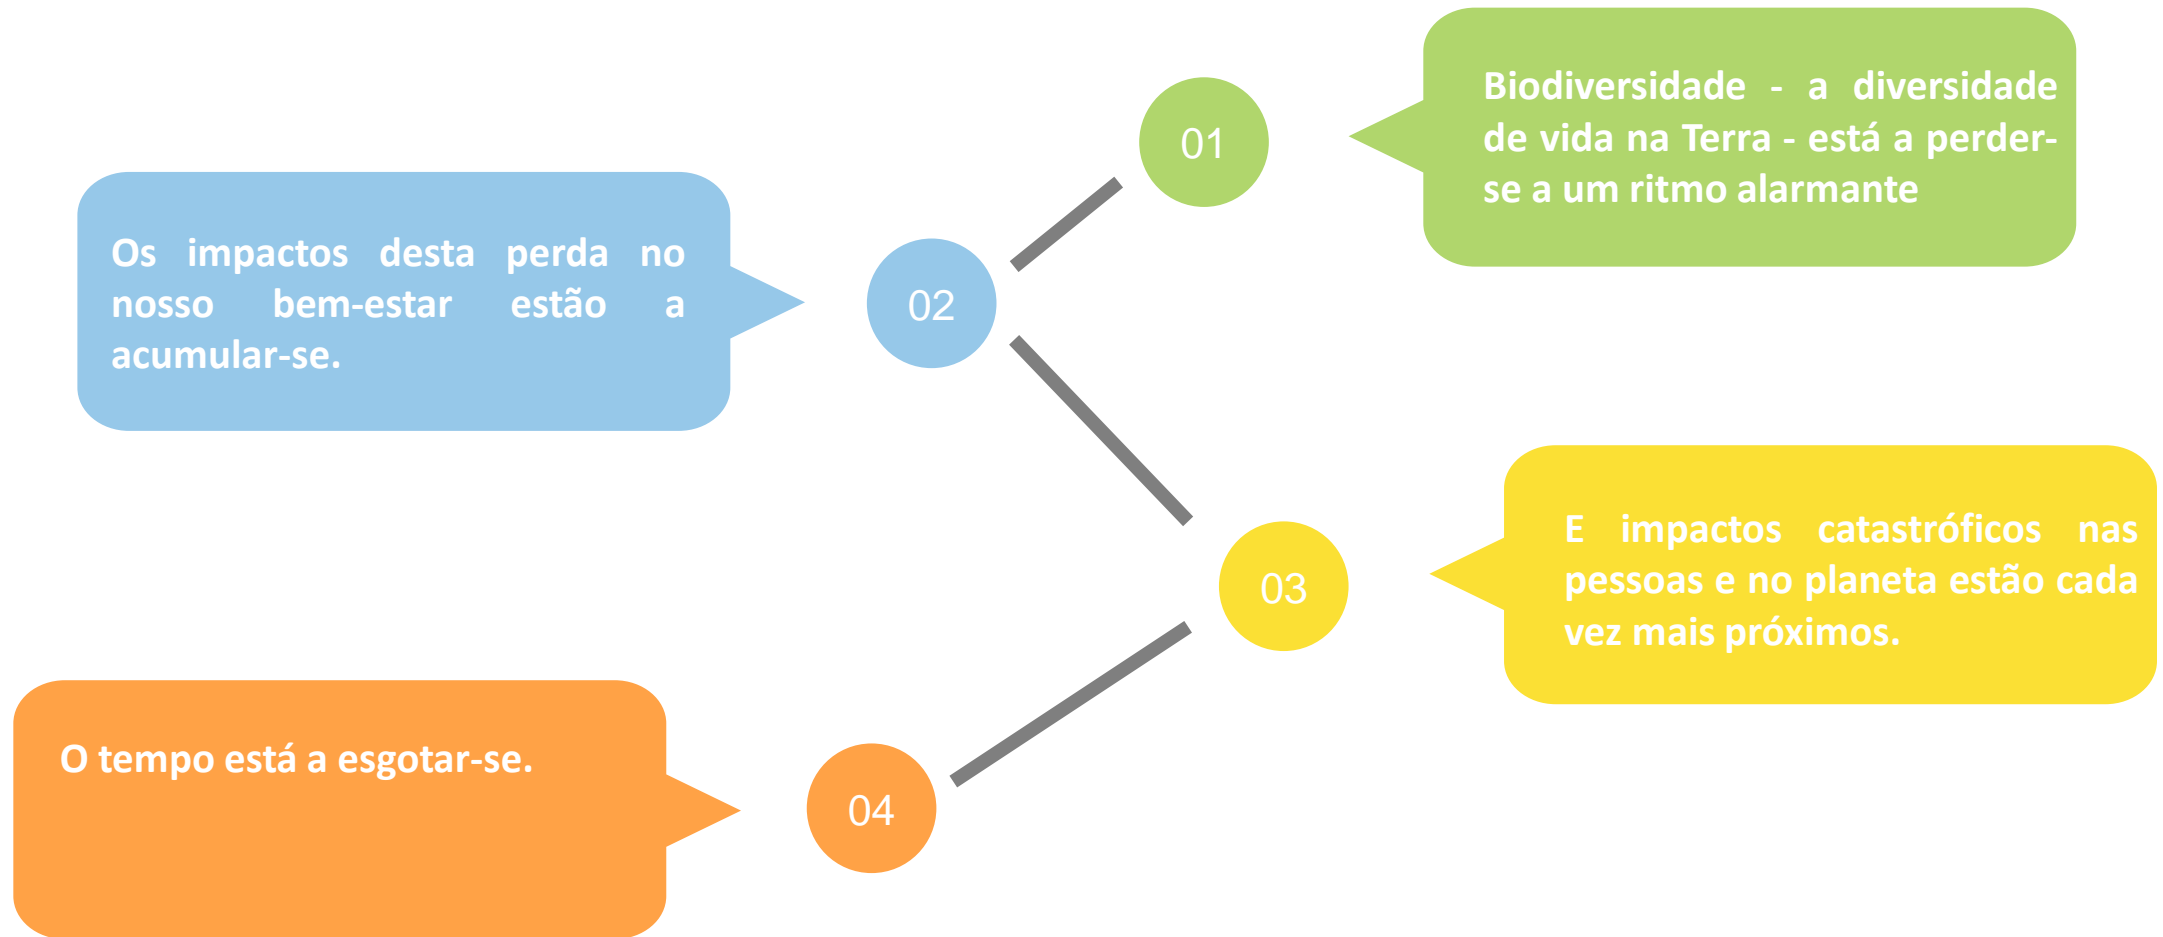 01
Biodiversidade - a diversidade
de vida na Terra - está a perder-
se a um ritmo alarmante
02
Os impactos desta perda no
nosso bem-estar estão a
acumular-se.
03
E impactos catastróficos nas
pessoas e no planeta estão cada
vez mais próximos.
04
O tempo está a esgotar-se.